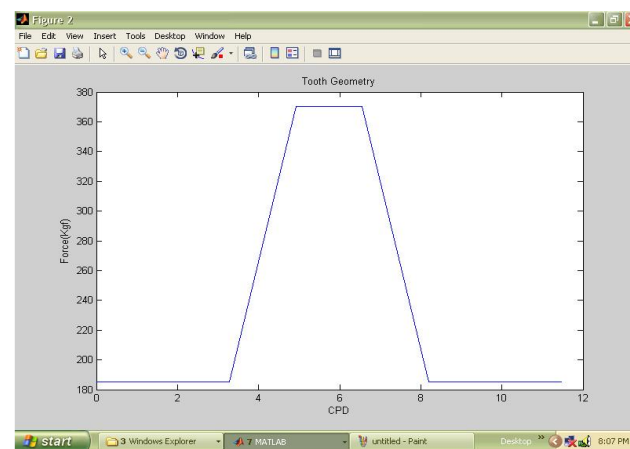 Figure 2
File Edit View Insert Tools Desktop Window Help
Tooth Geometry
380
360
340
320
300
280
260
240
220
200
180
Force(Kgf)
0 2 4 6 8 10 12
CPD
start 3 Windows Explorer 7 MATLAB untitled - Paint Desktop » 8:07 PM